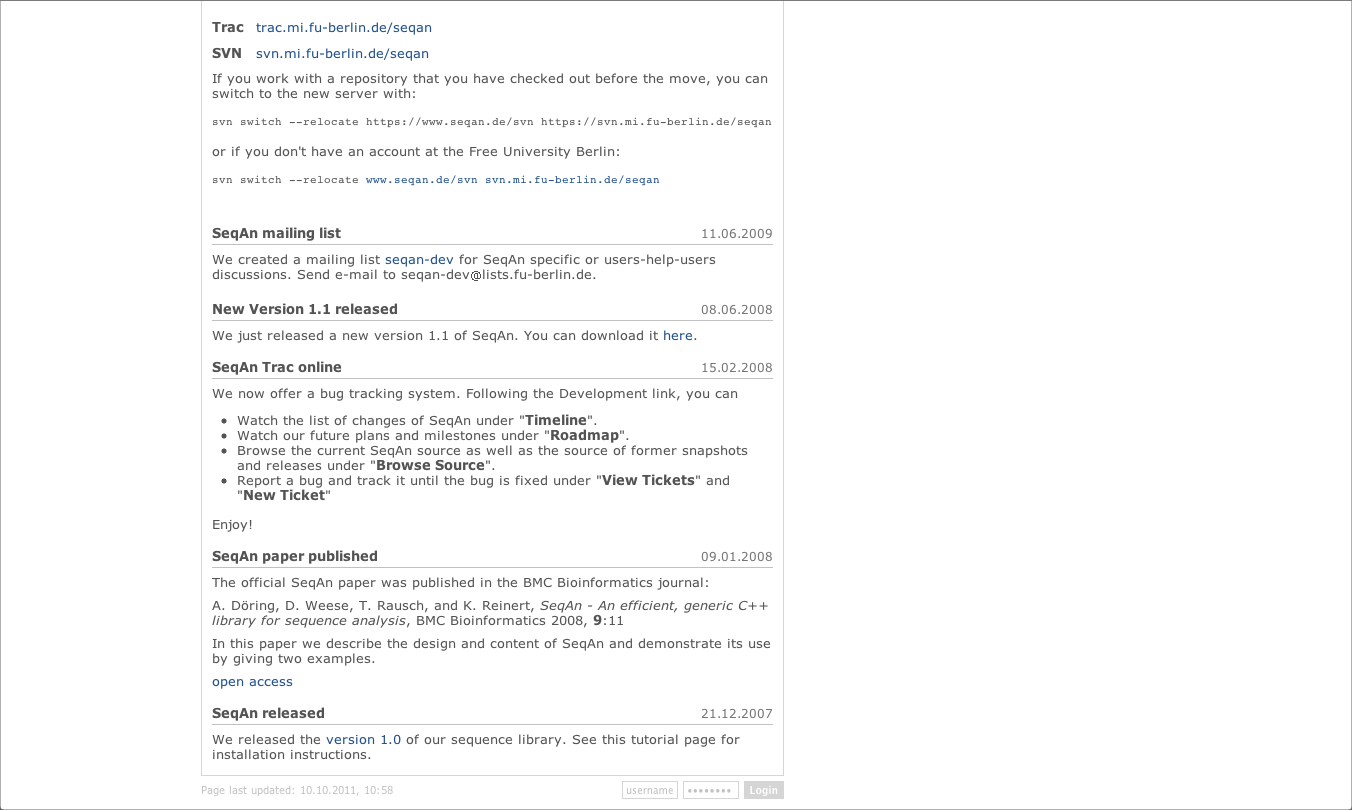 Trac trac.mi.fu-berlin.de/seqan
SVN svn.mi.fu-berlin.de/seqan
If you work with a repository that you have checked out before the move, you can
switch to the new server with:
svn switch --relocate https://www.seqan.de/svn https://svn.mi.fu-berlin.de/seqan
or if you don't have an account at the Free University Berlin:
svn switch --relocate www.seqan.de/svn svn.mi.fu-berlin.de/seqan
SeqAn mailing list 11.06.2009
We created a mailing list seqan-dev for SeqAn specific or users-help-users
discussions. Send e-mail to seqan-dev@lists.fu-berlin.de.
New Version 1.1 released 08.06.2008
We just released a new version 1.1 of SeqAn. You can download it here.
SeqAn Trac online 15.02.2008
We now offer a bug tracking system. Following the Development link, you can
• Watch the list of changes of SeqAn under "Timeline".
• Watch our future plans and milestones under "Roadmap".
• Browse the current SeqAn source as well as the source of former snapshots
and releases under "Browse Source".
• Report a bug and track it until the bug is fixed under "View Tickets" and
"New Ticket"
Enjoy!
SeqAn paper published 09.01.2008
The official SeqAn paper was published in the BMC Bioinformatics journal:
A. Döring, D. Weese, T. Rausch, and K. Reinert, SeqAn - An efficient, generic C++
library for sequence analysis, BMC Bioinformatics 2008, 9:11
In this paper we describe the design and content of SeqAn and demonstrate its use
by giving two examples.
open access
SeqAn released 21.12.2007
We released the version 1.0 of our sequence library. See this tutorial page for
installation instructions.
Page last updated: 10.10.2011, 10:58 username •••••••• Login